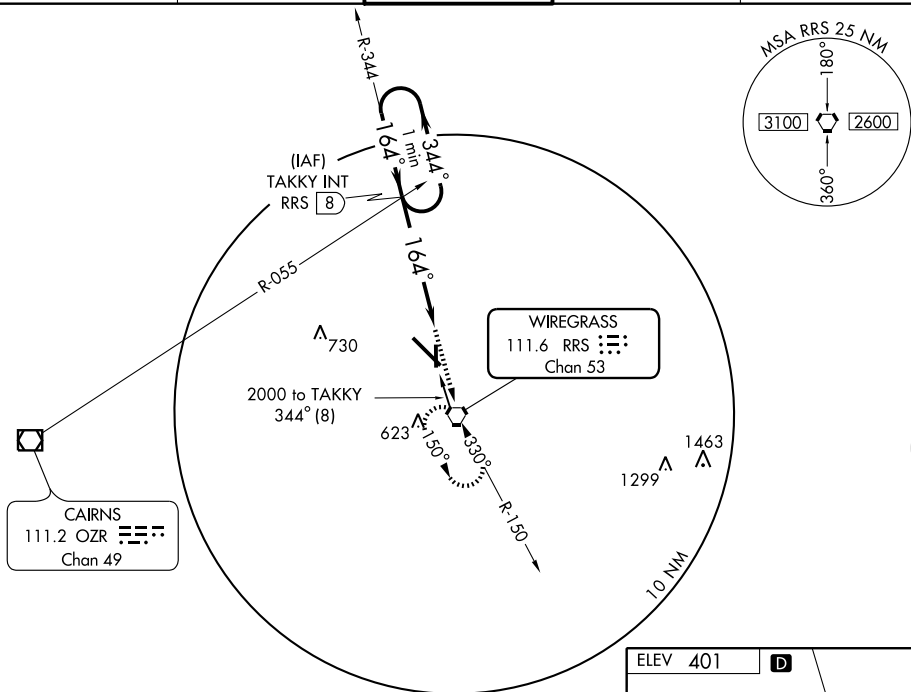 MSA RRS 25 NM
180°
3100
2600
360°
R-344
164°
1 min
344°
(IAF)
TAKKY INT
RRS 8
R-055
164°
WIREGRASS
111.6 RRS
Chan 53
730
2000 to TAKKY
344° (8)
623
150°
330°
R-150
1463
1299
CAIRNS
111.2 OZR
Chan 49
10 NM
ELEV 401 D